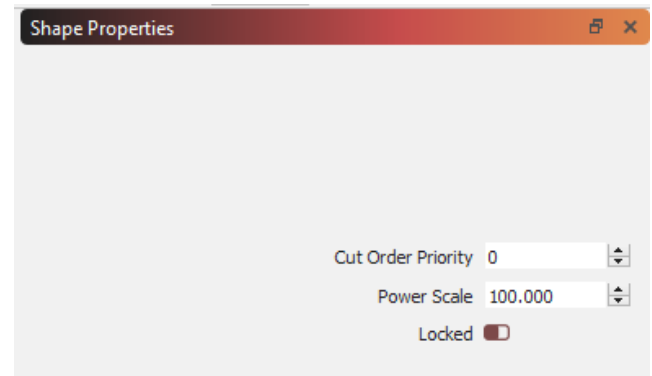 Shape Properties
Cut Order Priority 0
Power Scale 100.000
Locked